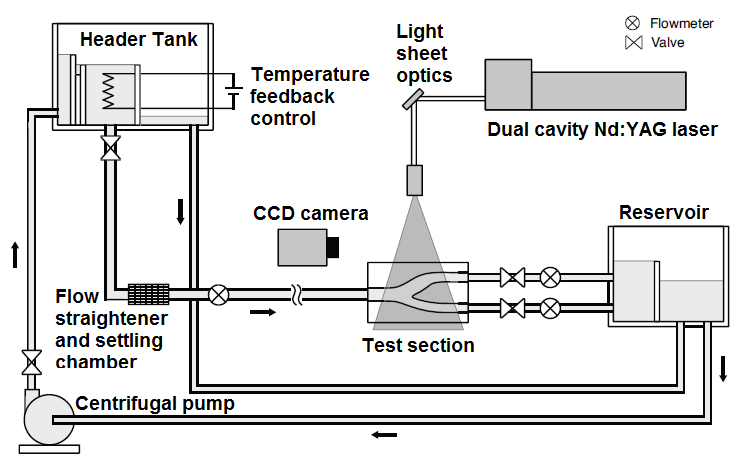 Header Tank
Light
sheet
optics
Flowmeter
Valve
Temperature
feedback
control
Dual cavity Nd:YAG laser
CCD camera
Reservoir
Flow
straightener
and settling
chamber
Test section
Centrifugal pump